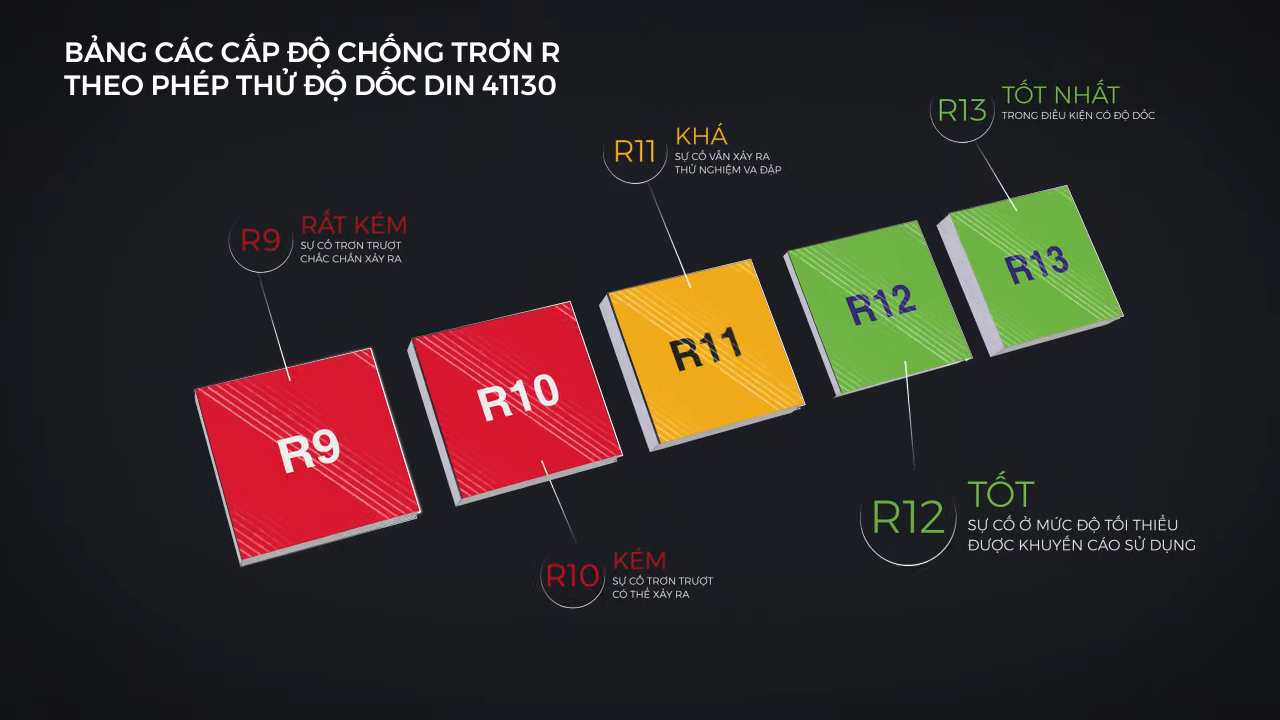 BẢNG CÁC CẤP ĐỘ CHỐNG TRƠN R
THEO PHÉP THỬ ĐỘ DỐC DIN 41130
R13
TỐT NHẤT
TRONG ĐIỀU KIỆN CÓ ĐỘ DỐC
R11
KHÁ
SỰ CỐ VẪN XẢY RA
THỬ NGHIỆM VA ĐẬP
R9
RẤT KÉM
SỰ CỐ TRƠN TRƯỢT
CHẮC CHẮN XẢY RA
R13
R12
R11
R10
R9
R12
TỐT
SỰ CỐ Ở MỨC ĐỘ TỐI THIỂU
ĐƯỢC KHUYẾN CÁO SỬ DỤNG
R10
KÉM
SỰ CỐ TRƠN TRƯỢT
CÓ THỂ XẢY RA